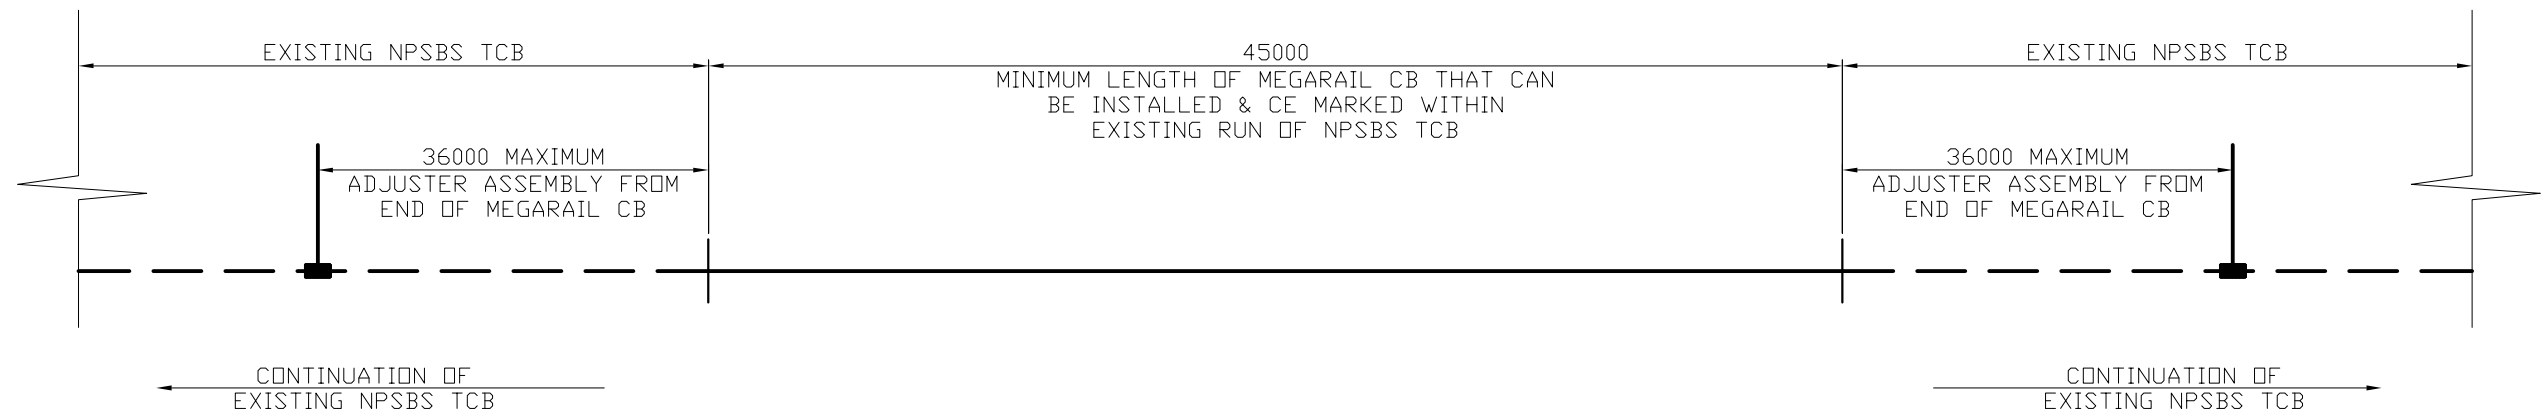 EXISTING NPSBS TCB
45000
MINIMUM LENGTH OF MEGARAIL CB THAT CAN
BE INSTALLED & CE MARKED WITHIN
EXISTING RUN OF NPSBS TCB
EXISTING NPSBS TCB
36000 MAXIMUM
ADJUSTER ASSEMBLY FROM
END OF MEGARAIL CB
36000 MAXIMUM
ADJUSTER ASSEMBLY FROM
END OF MEGARAIL CB
CONTINUATION OF
EXISTING NPSBS TCB
CONTINUATION OF
EXISTING NPSBS TCB